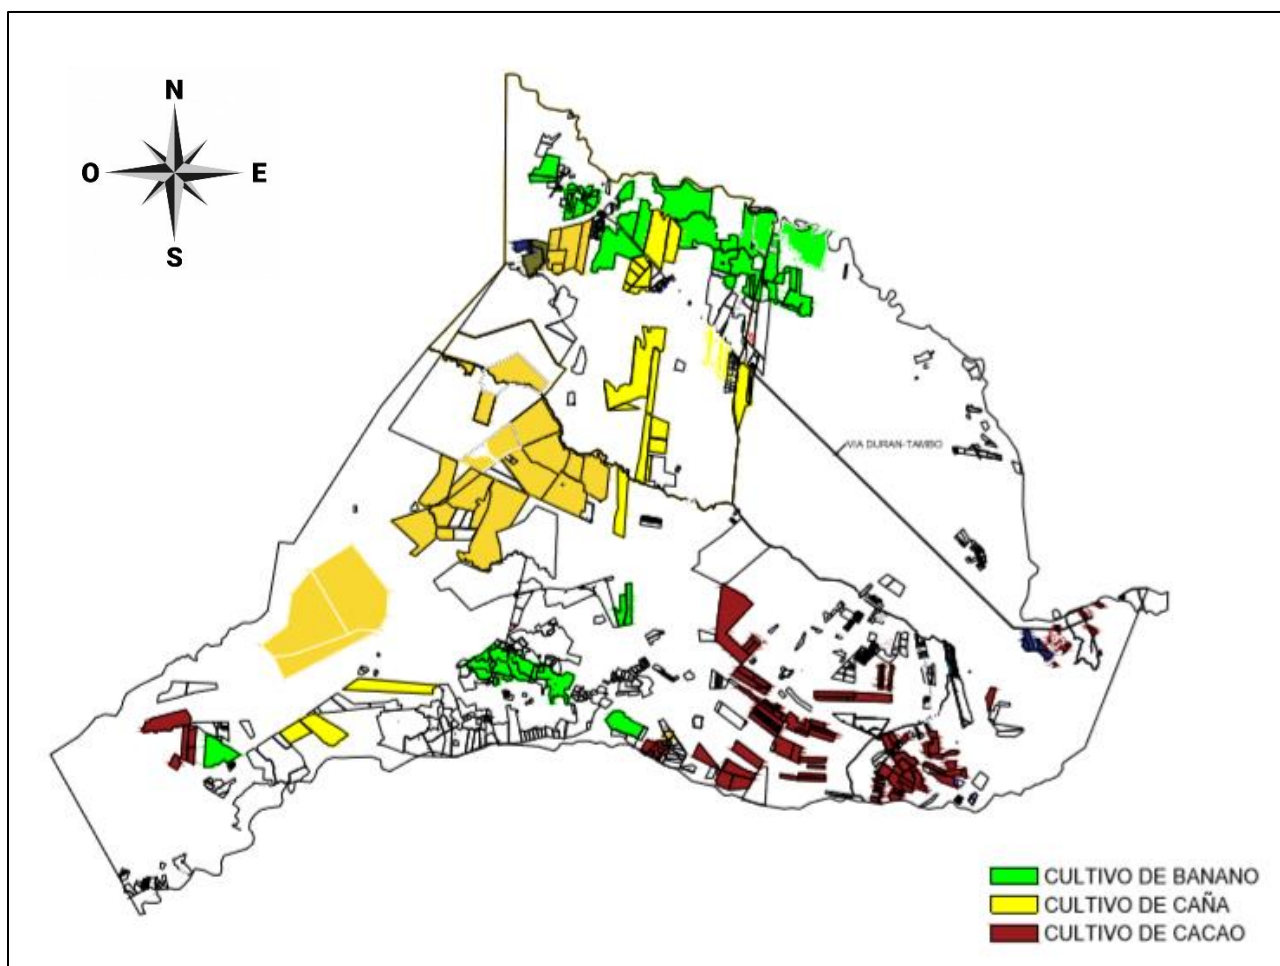 N
O E
S
VIA DURAN-TAMBO
CULTIVO DE BANANO
CULTIVO DE CAÑA
CULTIVO DE CACAO